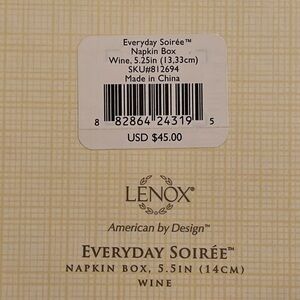 Everyday Soirée™
Napkin Box
Wine, 5.25in (13,33cm)
SKU#812694
Made in China
8 82864 24319 5
USD $45.00
LENOX®
American by Design™
EVERYDAY SOIRÉE™
NAPKIN BOX, 5.5IN (14CM)
WINE